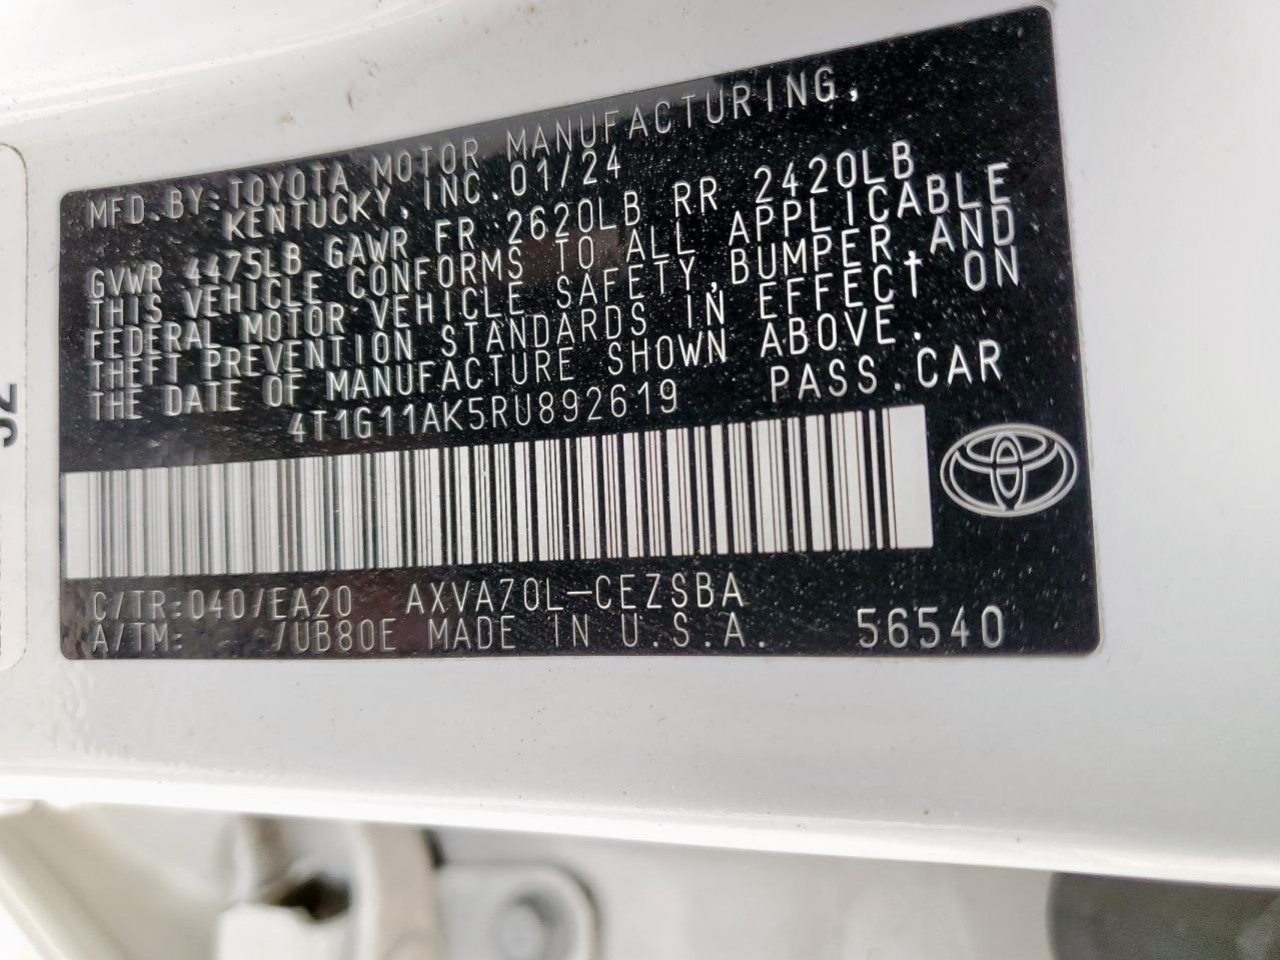 MFD.BY:TOYOTA MOTOR MANUFACTURING,
KENTUCKY, INC. 01/24
GVWR 4475LB GAWR FR 2620LB RR 2420LB
THIS VEHICLE CONFORMS TO ALL APPLICABLE
FEDERAL MOTOR VEHICLE SAFETY, BUMPER, AND
THEFT PREVENTION STANDARDS IN EFFECT ON
THE DATE OF MANUFACTURE SHOWN ABOVE.
4T1G11AK5RU892619 PASS.CAR
C/TR:040/EA20 AXVA70L-CEZSBA
A/TM: /UB80E MADE IN U.S.A. 56540